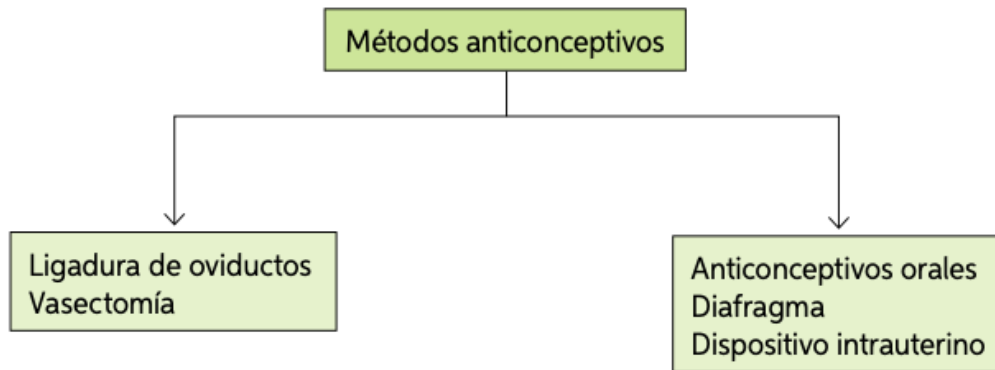 Métodos anticonceptivos
Ligadura de oviductos
Vasectomía
Anticonceptivos orales
Diafragma
Dispositivo intrauterino